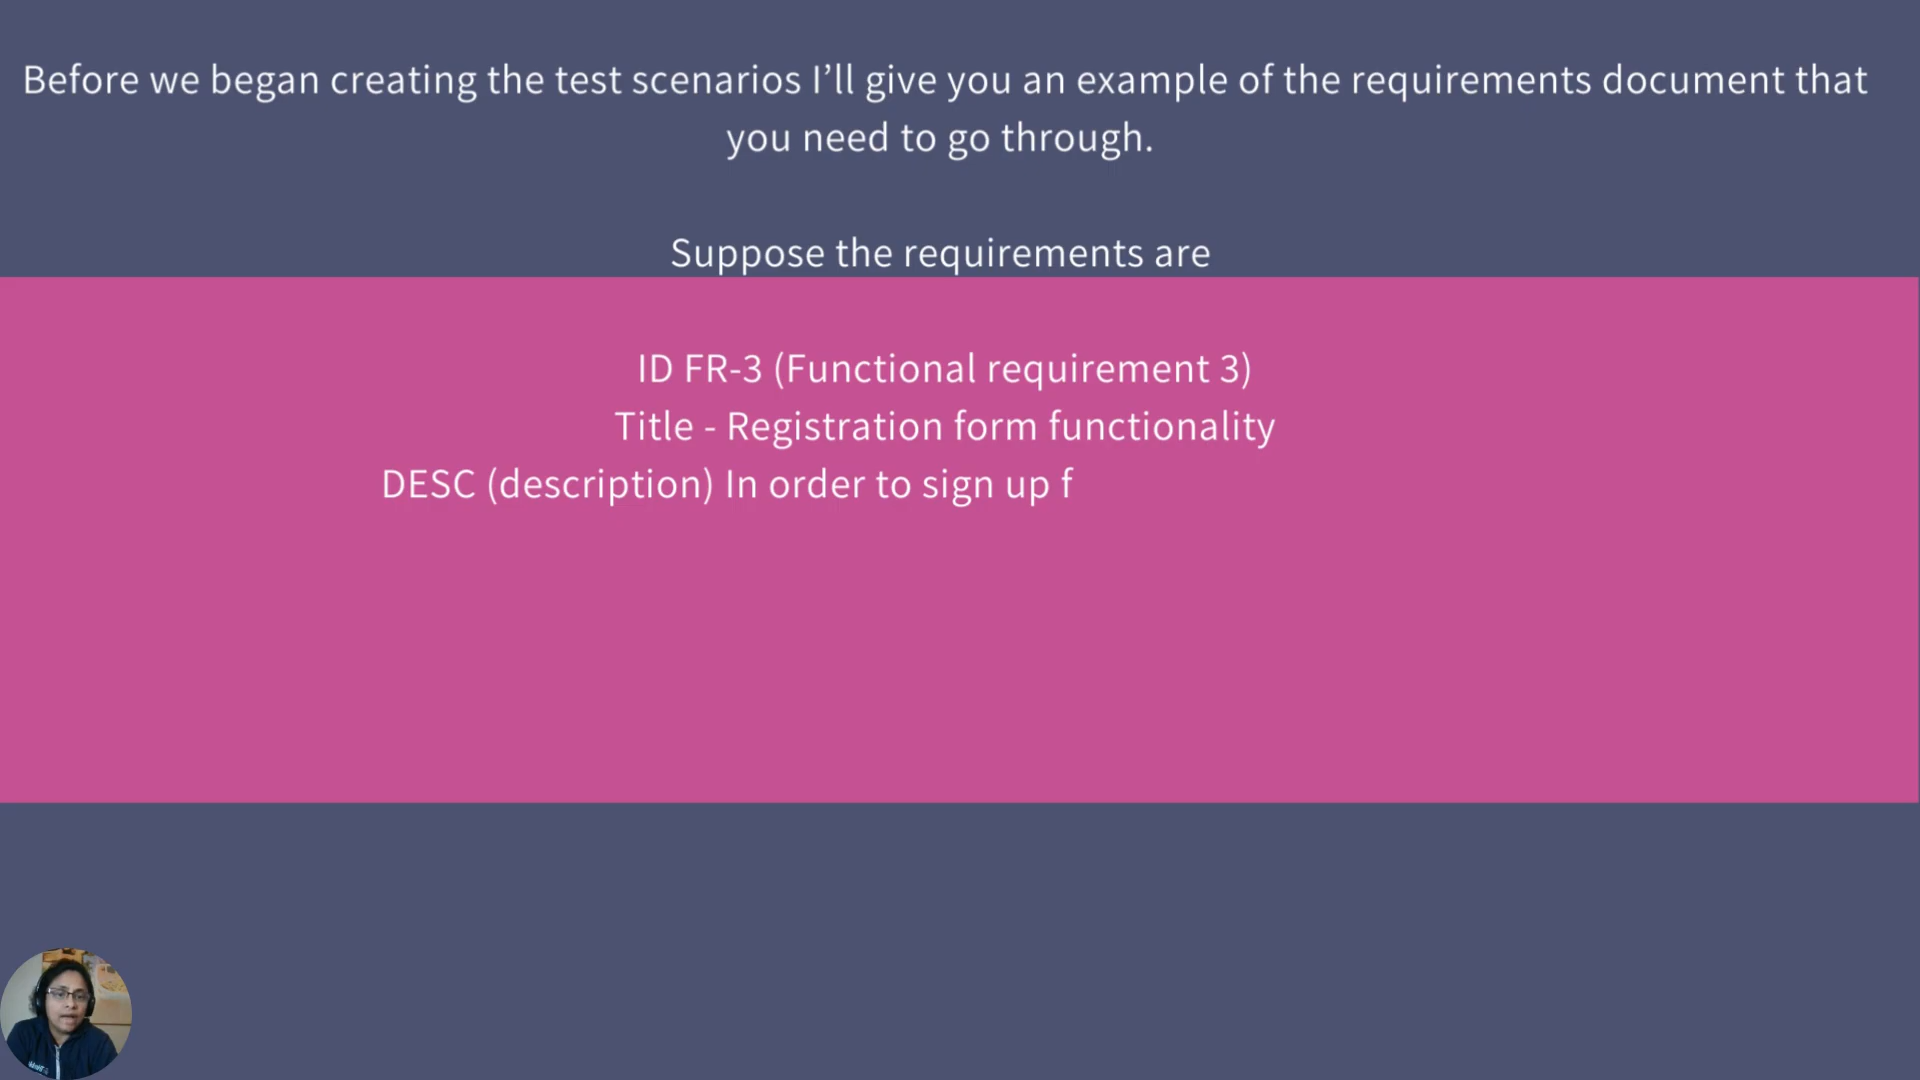 Before we began creating the test scenarios I’ll give you an example of the requirements document that
you need to go through.
Suppose the requirements are
ID FR-3 (Functional requirement 3)
Title - Registration form functionality
DESC (description) In order to sign up f